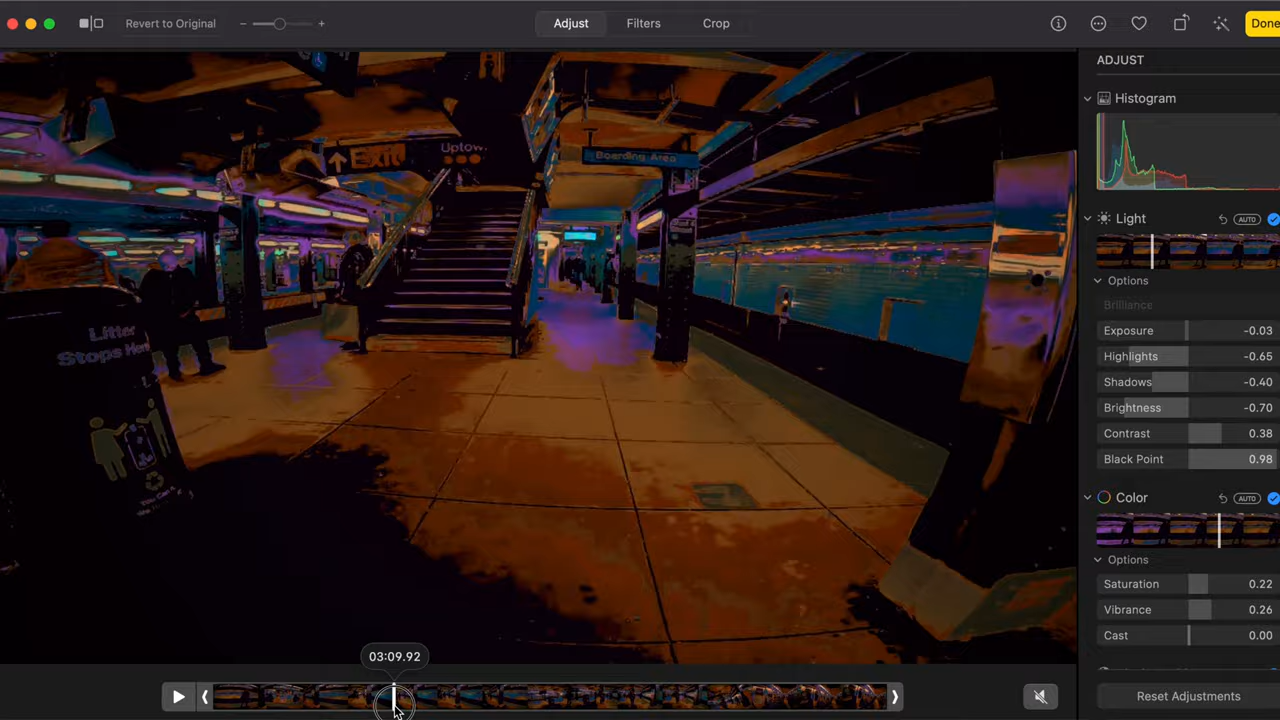 Revert to Original
Adjust
Filters
Crop
Done
ADJUST
Histogram
Light
AUTO
Options
Brilliance
Exposure -0.03
Highlights -0.65
Shadows -0.40
Brightness -0.70
Contrast 0.38
Black Point 0.98
Color
AUTO
Options
Saturation 0.22
Vibrance 0.26
Cast 0.00
Reset Adjustments
Exit
Uptown
Boarding Area
Litter
Stops Here
03:09.92